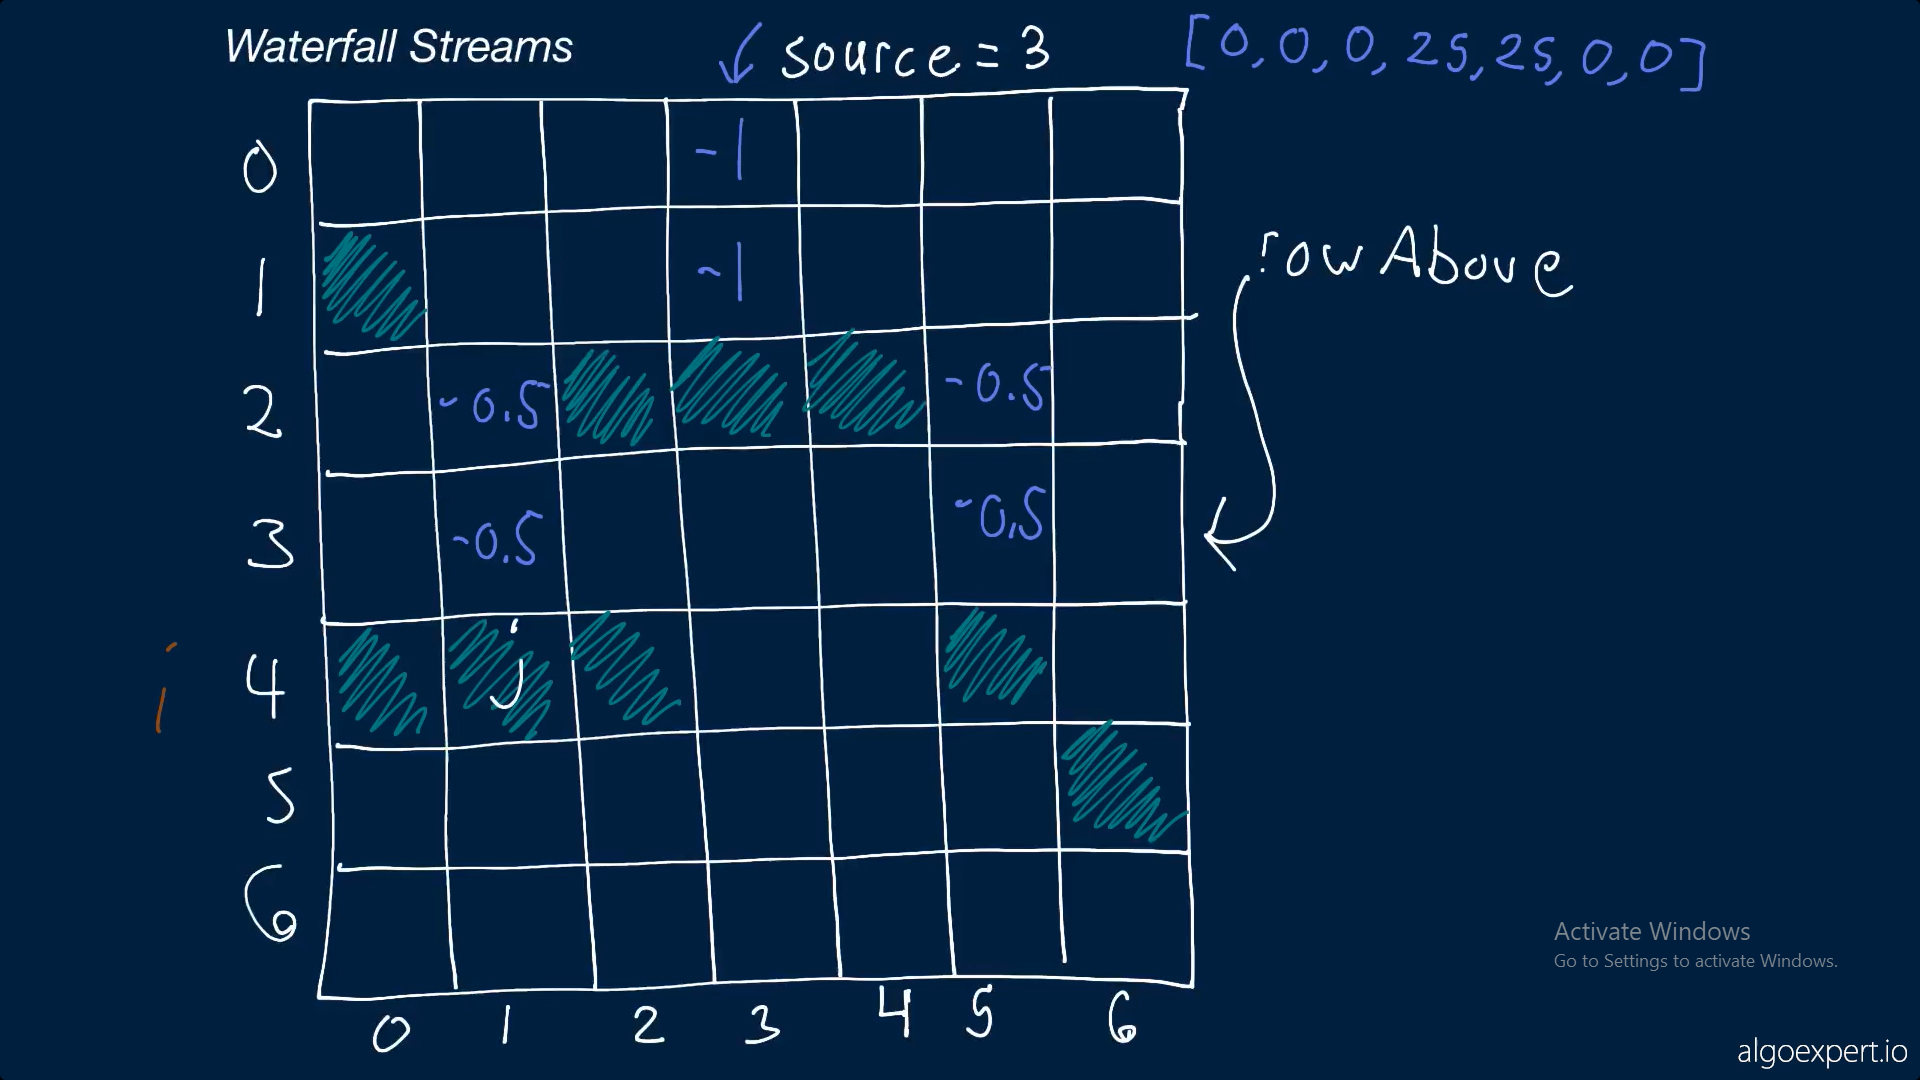 Waterfall Streams
source = 3
[0, 0, 0, 25, 25, 0, 0]
0 -1
1 -1
rowAbove
2 -0.5 -0.5
3 -0.5 -0.5
i 4 j
5
6
0 1 2 3 4 5 6
Activate Windows
Go to Settings to activate Windows.
algoexpert.io